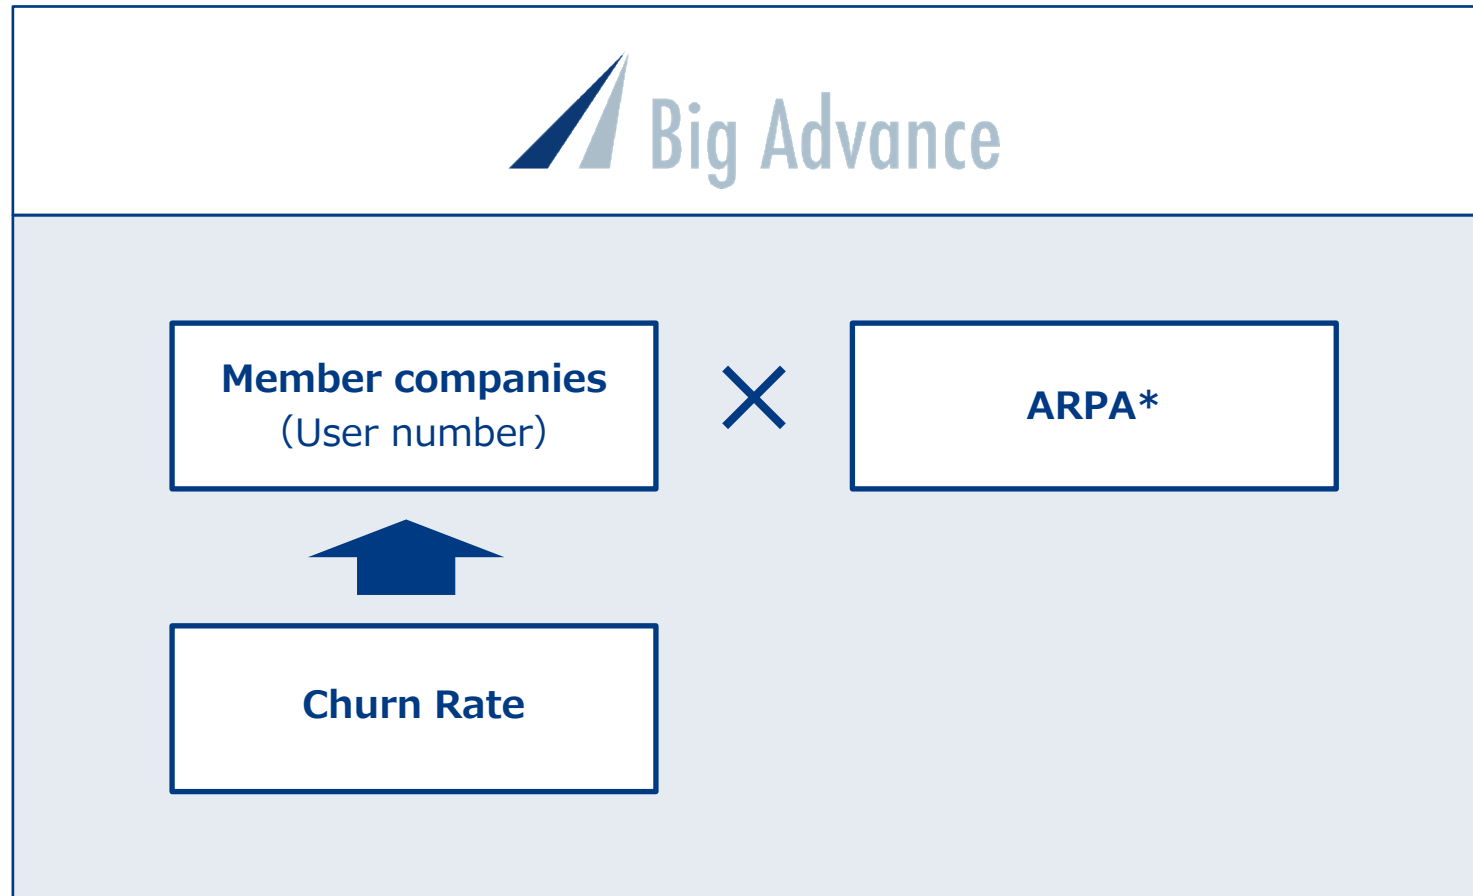 Big Advance
Member companies
（User number）
×
ARPA*
Churn Rate